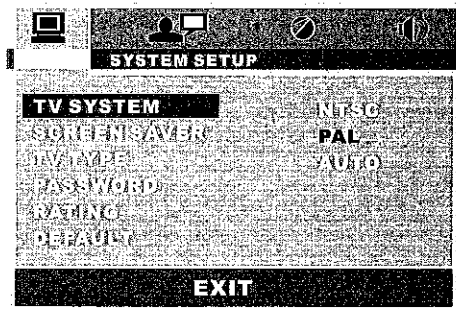 SYSTEM SETUP
TV SYSTEM NTSC
SCREEN SAVER PAL
TV TYPE AUTO
PASSWORD
RATING
DEFAULT
EXIT